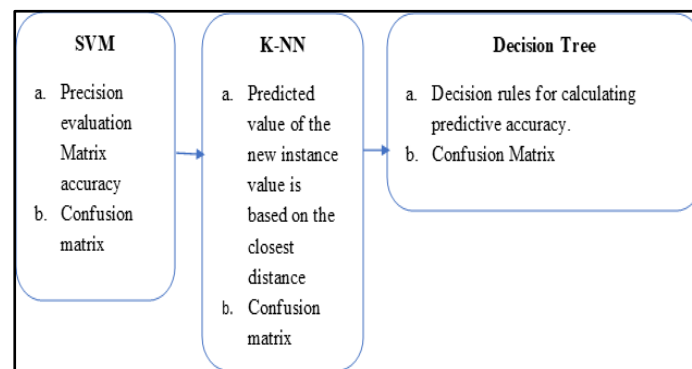 SVM
a. Precision
evaluation
Matrix
accuracy
b. Confusion
matrix
K-NN
a. Predicted
value of the
new instance
value is
based on the
closest
distance
b. Confusion
matrix
Decision Tree
a. Decision rules for calculating
predictive accuracy.
b. Confusion Matrix